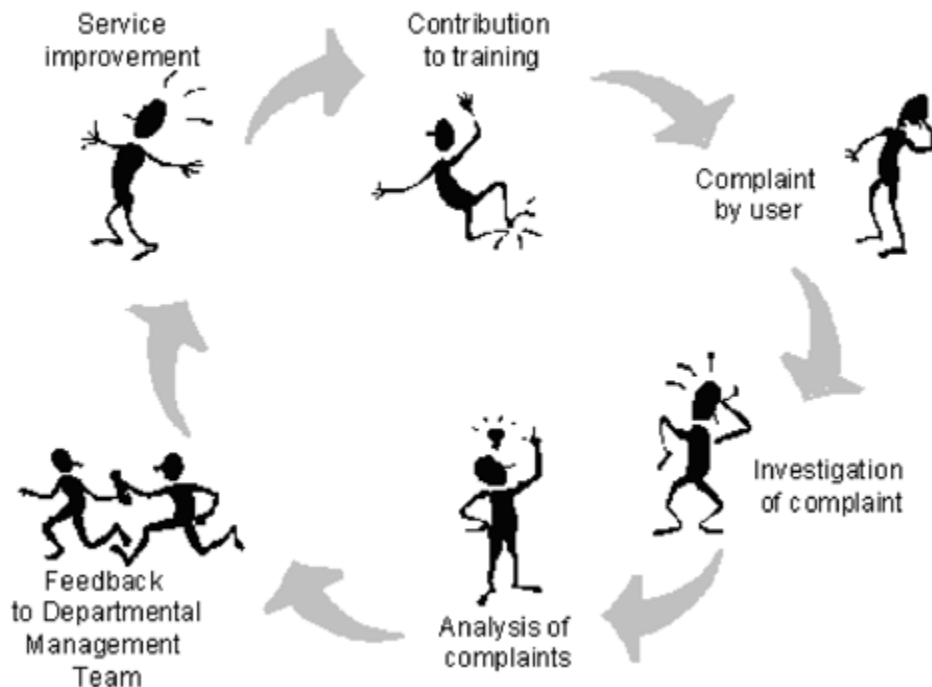 Service
improvement
Contribution
to training
Complaint
by user
Investigation
of complaint
Analysis of
complaints
Feedback
to Departmental
Management
Team